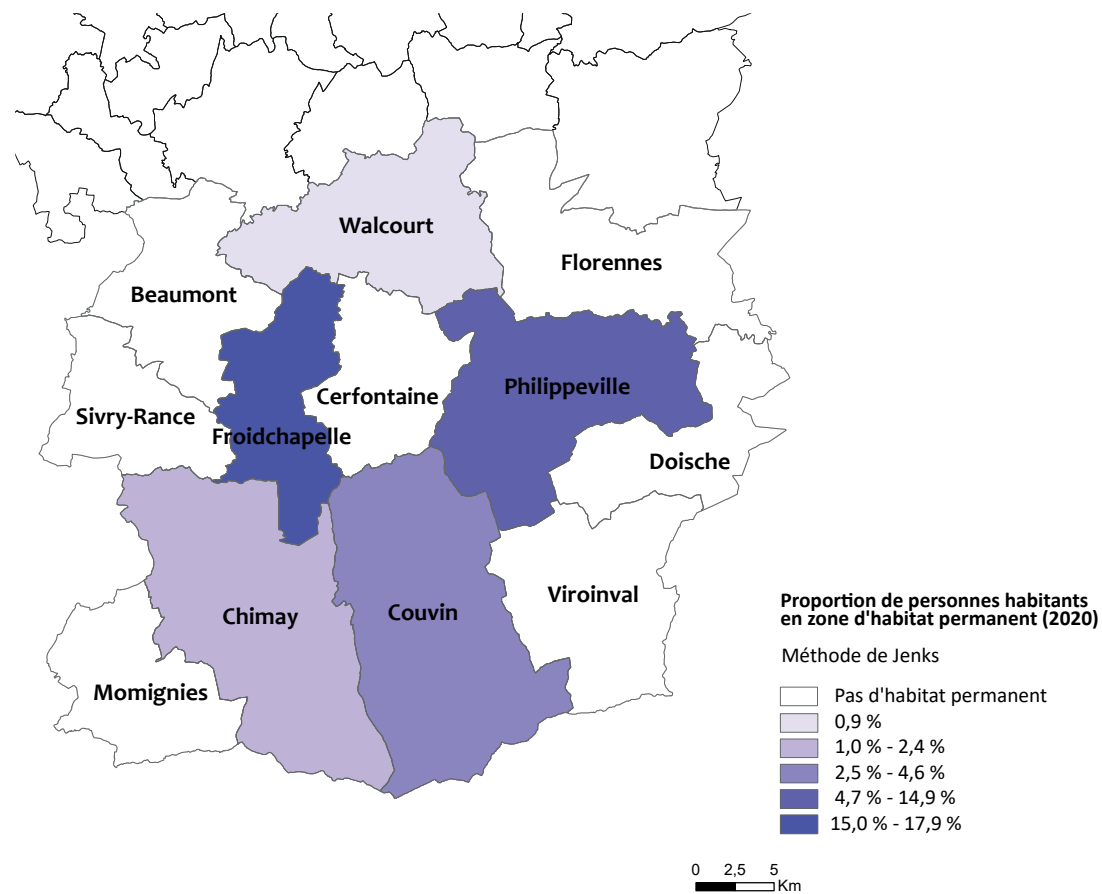 Walcourt
Florennes
Beaumont
Philippeville
Cerfontaine
Sivry-Rance
Froidchapelle
Doische
Viroinval
Couvin
Chimay
Momignies
Proportion de personnes habitants
en zone d'habitat permanent (2020)
Méthode de Jenks
Pas d'habitat permanent
0,9 %
1,0 % - 2,4 %
2,5 % - 4,6 %
4,7 % - 14,9 %
15,0 % - 17,9 %
0 2,5 5
Km